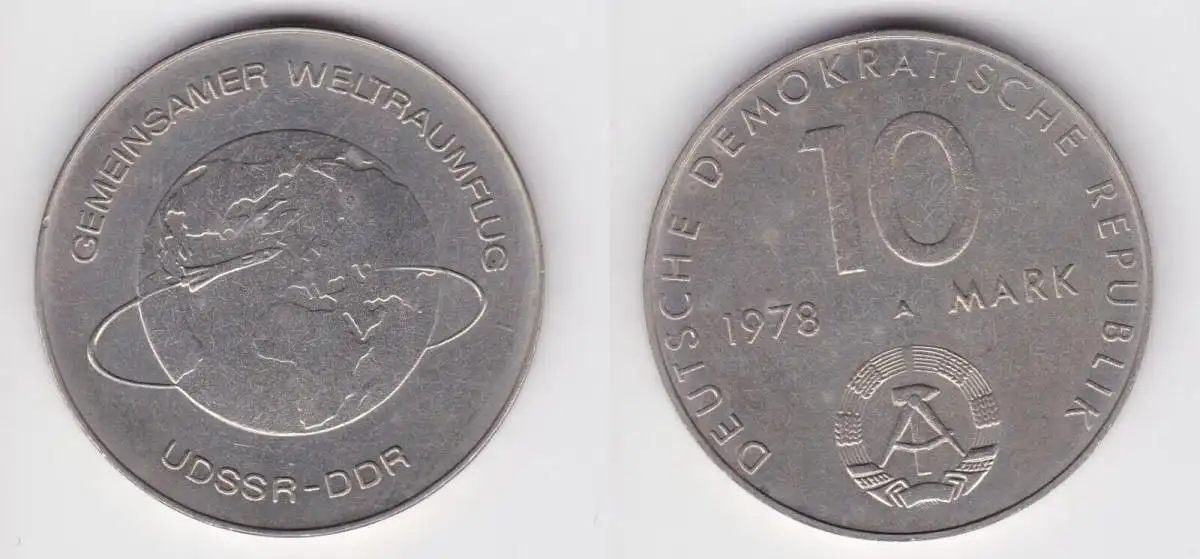 GEMEINSAMER WELTRAUMFLUG
UDSSR-DDR
DEUTSCHE DEMOKRATISCHE REPUBLIK
10
MARK
1978 A